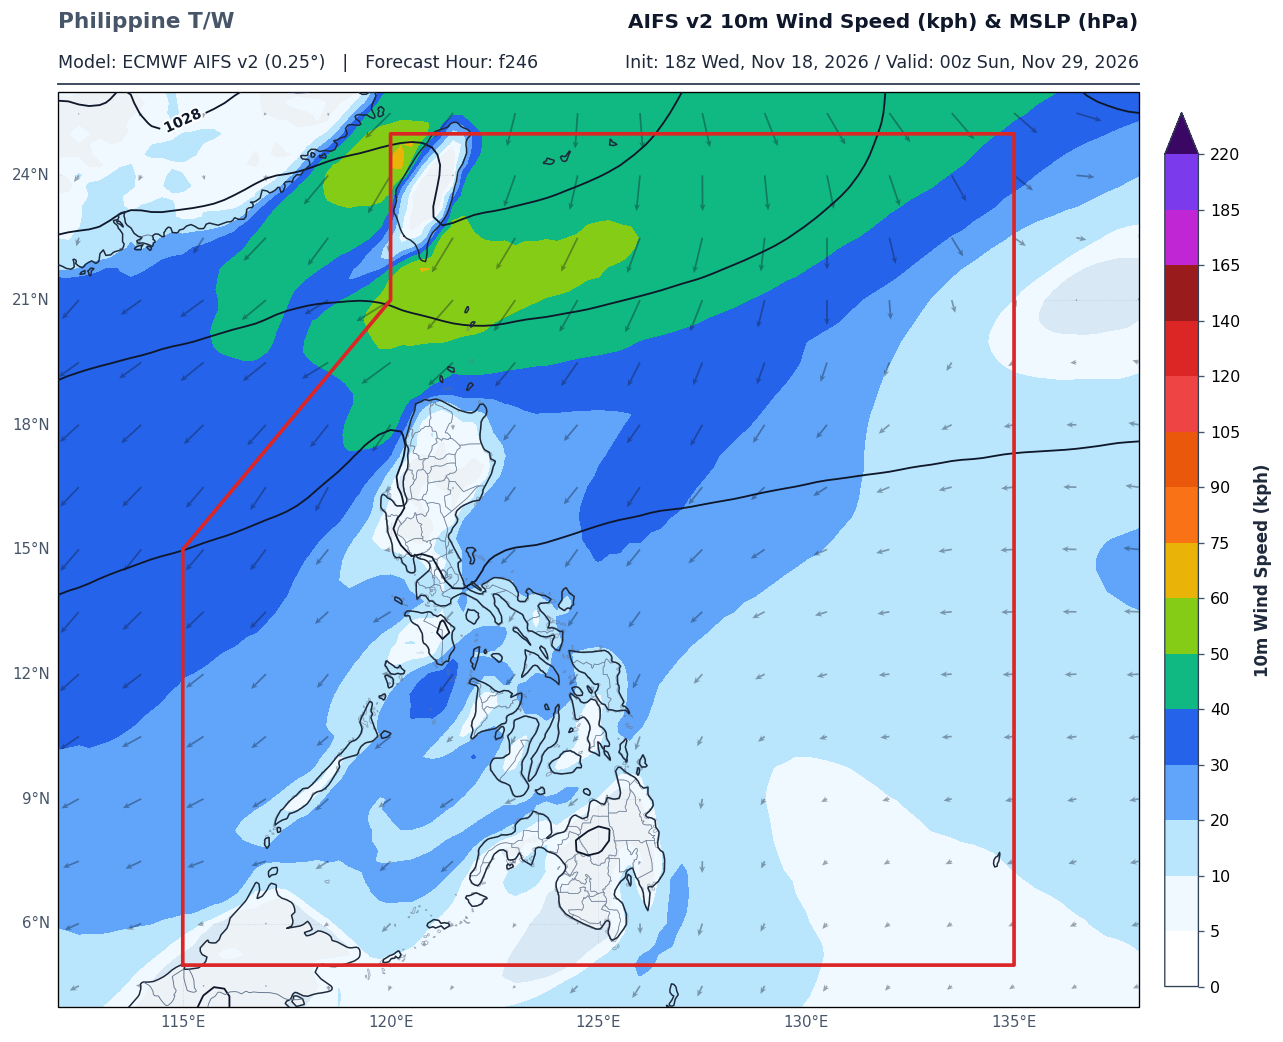 Philippine T/W
AIFS v2 10m Wind Speed (kph) & MSLP (hPa)
Model: ECMWF AIFS v2 (0.25°) | Forecast Hour: f246
Init: 18z Wed, Nov 18, 2026 / Valid: 00z Sun, Nov 29, 2026
1028
24°N
21°N
18°N
15°N
12°N
9°N
6°N
115°E
120°E
125°E
130°E
135°E
220
185
165
140
120
105
90
75
60
50
40
30
20
10
5
0
10m Wind Speed (kph)